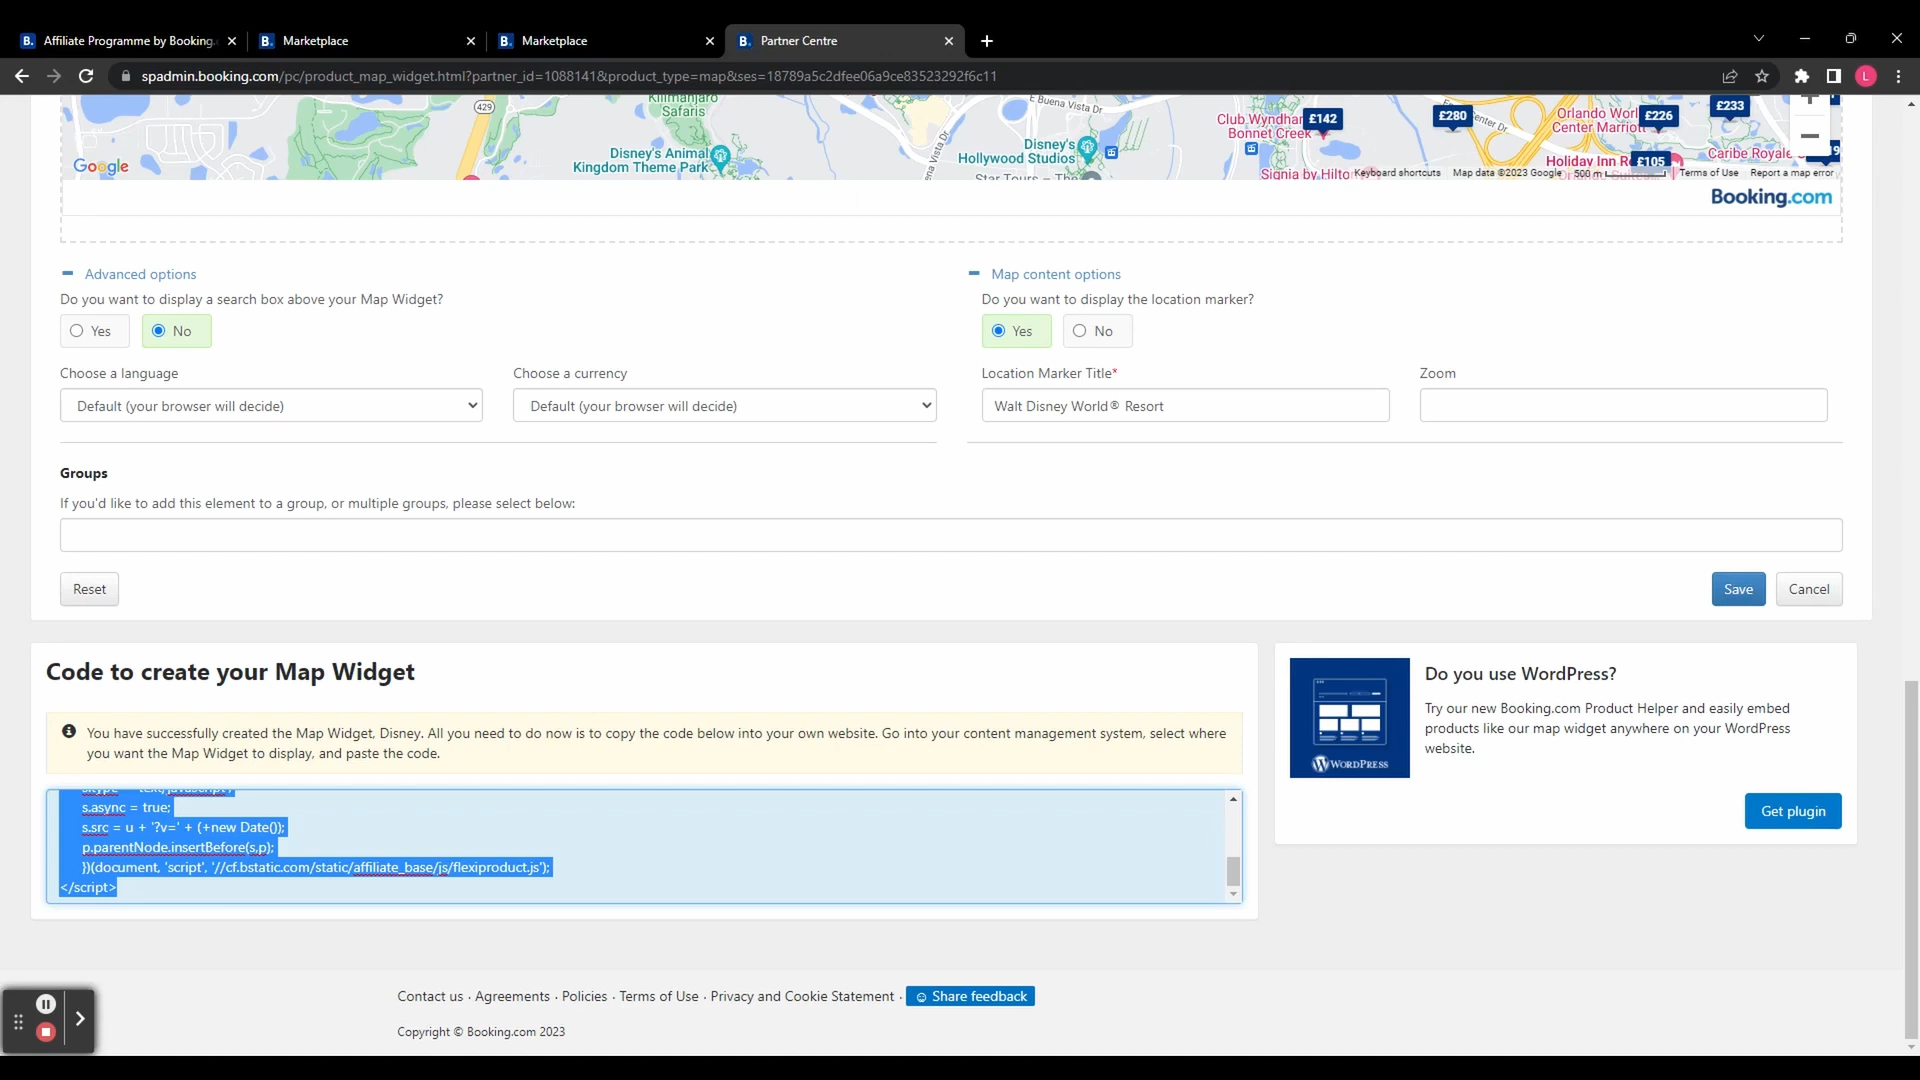 Affiliate Programme by Booking.
Marketplace
Marketplace
Partner Centre
spadmin.booking.com/pc/product_map_widget.html?partner_id=1088141&product_type=map&ses=18789a5c2dfee06a9ce83523292f6c11
L
429
Kilimanjaro
Safaris
Disney's Animal
Kingdom Theme Park
Buena Vista Dr
E Buena Vista Dr
Disney's
Hollywood Studios
Club Wyndham
Bonnet Creek
£142
Signia by Hilto
£280
Center Dr
Orlando Worl
Center Marriott
£226
£233
Holiday Inn R
£105
Caribe Royale
Google
Keyboard shortcuts
Map data ©2023 Google
500 m
Terms of Use
Report a map error
Booking.com
Advanced options
Do you want to display a search box above your Map Widget?
Yes
No
Choose a language
Default (your browser will decide)
Choose a currency
Default (your browser will decide)
Map content options
Do you want to display the location marker?
Yes
No
Location Marker Title*
Walt Disney World® Resort
Zoom
Groups
If you'd like to add this element to a group, or multiple groups, please select below:
Reset
Save
Cancel
Code to create your Map Widget
You have successfully created the Map Widget, Disney. All you need to do now is to copy the code below into your own website. Go into your content management system, select where
you want the Map Widget to display, and paste the code.
s.async = true;
s.src = u + '?v=' + (+new Date());
p.parentNode.insertBefore(s,p);
})(document, 'script', '//cf.bstatic.com/static/affiliate_base/js/flexiproduct.js');
</script>
WORDPRESS
Do you use WordPress?
Try our new Booking.com Product Helper and easily embed
products like our map widget anywhere on your WordPress
website.
Get plugin
Contact us · Agreements · Policies · Terms of Use · Privacy and Cookie Statement ·
Share feedback
Copyright © Booking.com 2023